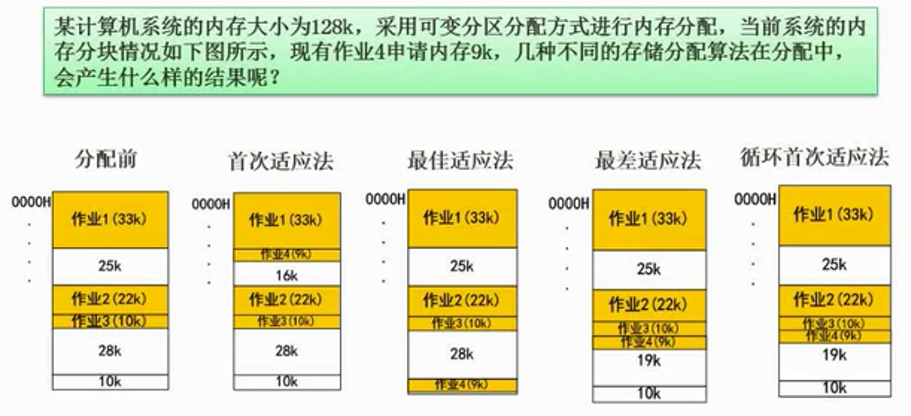 某计算机系统的内存大小为128k，采用可变分区分配方式进行内存分配，当前系统的内
存分块情况如下图所示，现有作业4申请内存9k，几种不同的存储分配算法在分配中，
会产生什么样的结果呢？
分配前
0000H
作业1(33k)
25k
作业2(22k)
作业3(10k)
28k
10k
首次适应法
0000H
作业1(33k)
作业4(9k)
16k
作业2(22k)
作业3(10k)
28k
10k
最佳适应法
0000H
作业1(33k)
25k
作业2(22k)
作业3(10k)
28k
作业4(9k)
最差适应法
0000H
作业1(33k)
25k
作业2(22k)
作业3(10k)
作业4(9k)
19k
10k
循环首次适应法
0000H
作业1(33k)
25k
作业2(22k)
作业3(10k)
作业4(9k)
19k
10k